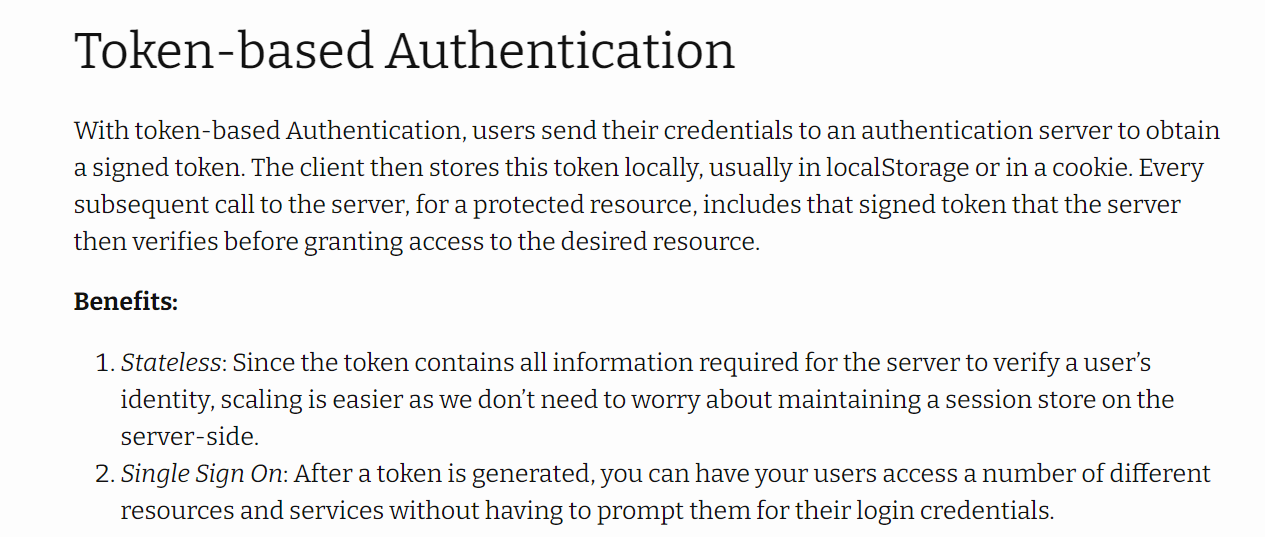 Token-based Authentication
With token-based Authentication, users send their credentials to an authentication server to obtain
a signed token. The client then stores this token locally, usually in localStorage or in a cookie. Every
subsequent call to the server, for a protected resource, includes that signed token that the server
then verifies before granting access to the desired resource.
Benefits:
1. Stateless: Since the token contains all information required for the server to verify a user’s
identity, scaling is easier as we don’t need to worry about maintaining a session store on the
server-side.
2. Single Sign On: After a token is generated, you can have your users access a number of different
resources and services without having to prompt them for their login credentials.